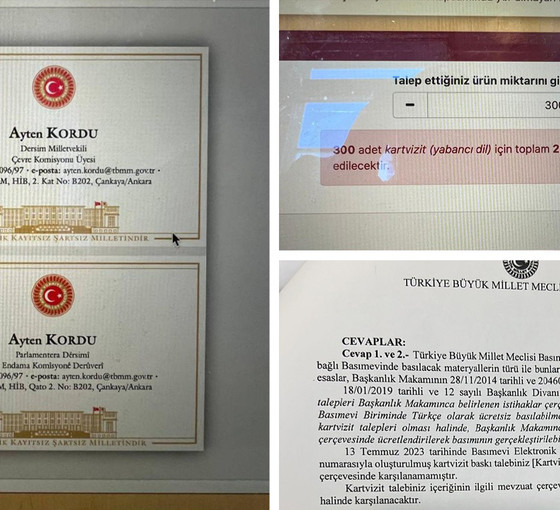 Ayten KORDU
Dersim Milletvekili
Çevre Komisyonu Üyesi
096/97 • e-posta: ayten.kordu@tbmm.gov.tr •
M, HİB, 2. Kat No: B202, Çankaya/Ankara
K KAYITSIZ ŞARTSIZ MİLLETİNDİR
Ayten KORDU
Parlamentera Dêrsimî
Endama Komîsyonê Derûverî
096/97 • e-posta: ayten.kordu@tbmm.gov.tr •
M, HİB, Qato 2. No: B202, Çankaya/Ankara
K KAYITSIZ ŞARTSIZ MİLLETİNDİR
Talep ettiğiniz ürün miktarını gi
300
300 adet kartvizit (yabancı dil) için toplam 2
edilecektir.
TÜRKİYE BÜYÜK MİLLET MECL
CEVAPLAR:
Cevap 1. ve 2.- Türkiye Büyük Millet Meclisi Basın
bağlı Basımevinde basılacak materyallerin türü ile bunlar
esaslar, Başkanlık Makamının 28/11/2014 tarihli ve 20460
18/01/2019 tarihli ve 12 sayılı Başkanlık Divanı
talepleri Başkanlık Makamınca belirlenen istihkaklar çerç
Basımevi Biriminde Türkçe olarak ücretsiz basılabilme
kartvizit talepleri olması halinde, Başkanlık Makamınc
çerçevesinde ücretlendirilerek basımının gerçekleştirilebi
13 Temmuz 2023 tarihinde Basımevi Elektronik
numarasıyla oluşturulmuş kartvizit baskı talebiniz [Kartvi
çerçevesinde karşılanamamıştır.
Kartvizit talebiniz içeriğinin ilgili mevzuat çerçev
halinde karşılanacaktır.